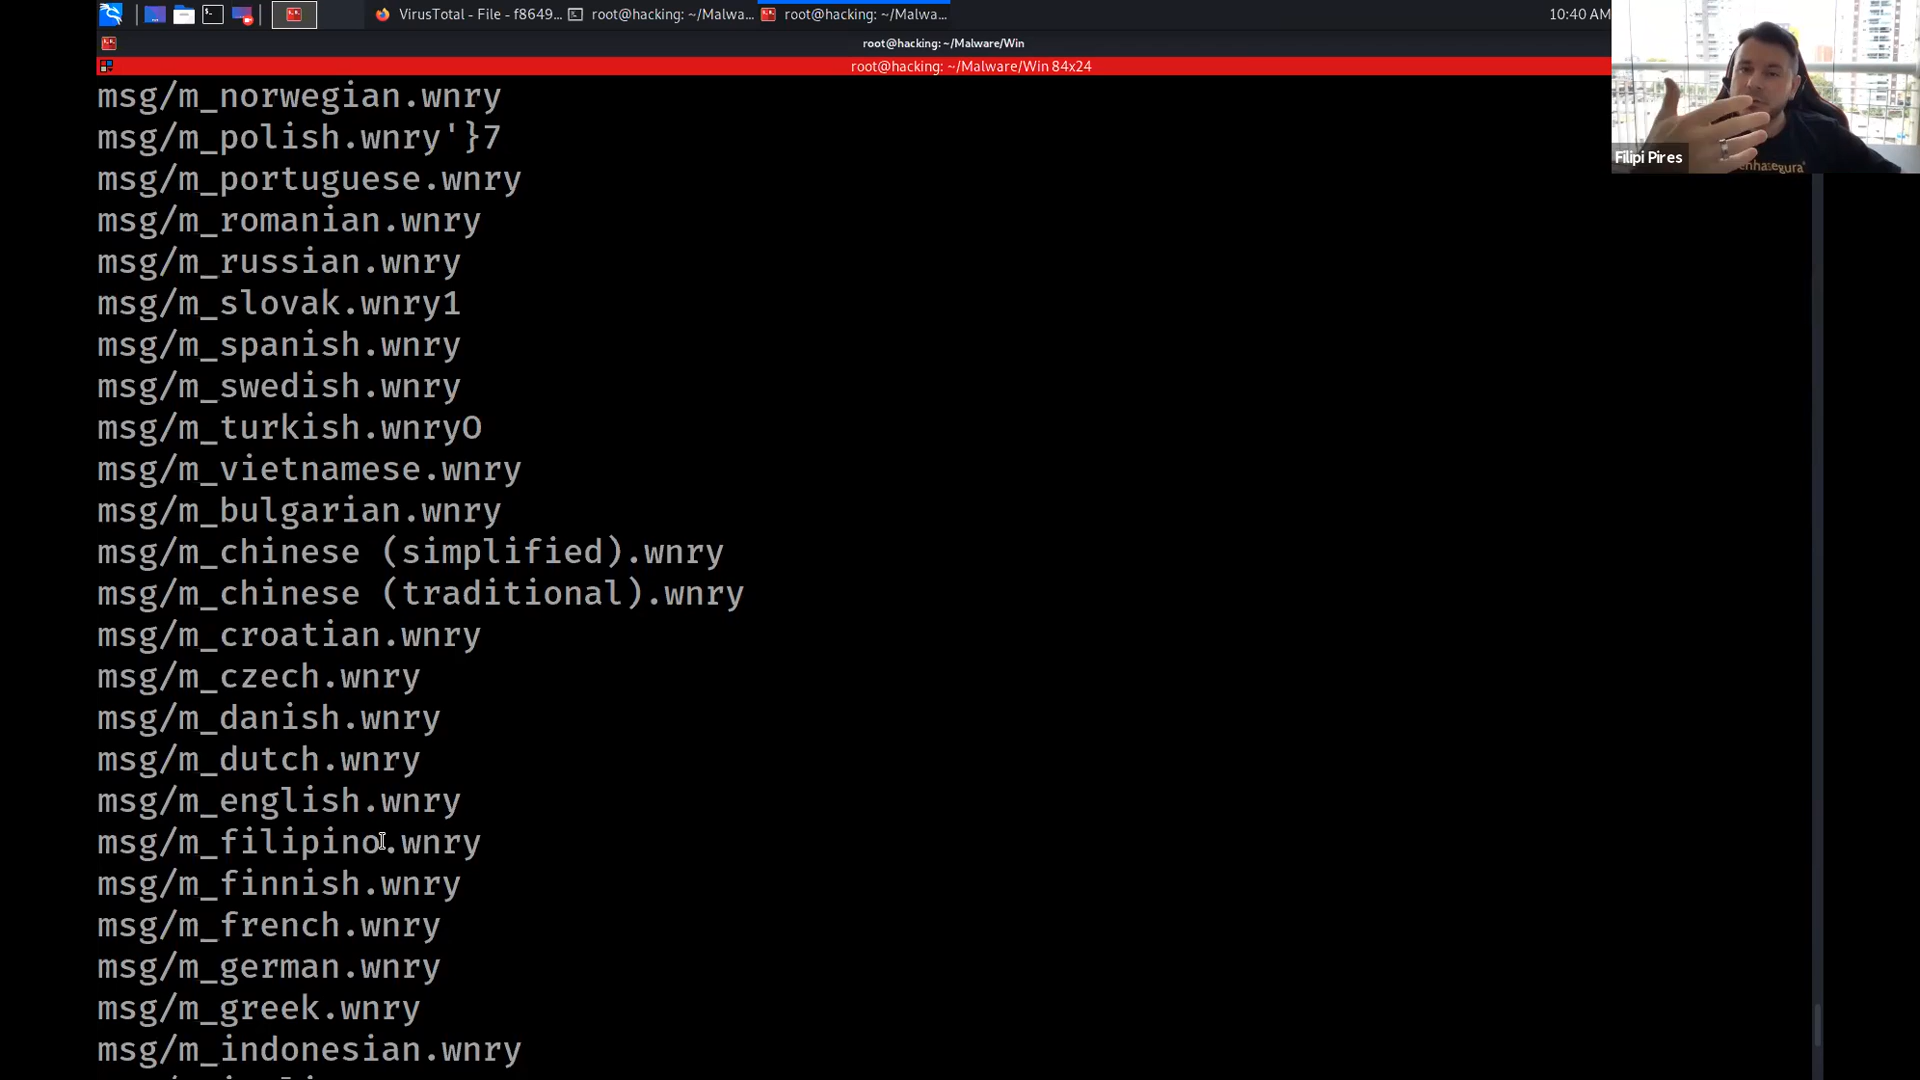 VirusTotal - File - f8649... root@hacking: ~/Malwa... root@hacking: ~/Malwa... 10:40 AM
root@hacking: ~/Malware/Win
root@hacking: ~/Malware/Win 84x24
msg/m_norwegian.wnry
msg/m_polish.wnry'}7
msg/m_portuguese.wnry
msg/m_romanian.wnry
msg/m_russian.wnry
msg/m_slovak.wnry1
msg/m_spanish.wnry
msg/m_swedish.wnry
msg/m_turkish.wnryO
msg/m_vietnamese.wnry
msg/m_bulgarian.wnry
msg/m_chinese (simplified).wnry
msg/m_chinese (traditional).wnry
msg/m_croatian.wnry
msg/m_czech.wnry
msg/m_danish.wnry
msg/m_dutch.wnry
msg/m_english.wnry
msg/m_filipino.wnry
msg/m_finnish.wnry
msg/m_french.wnry
msg/m_german.wnry
msg/m_greek.wnry
msg/m_indonesian.wnry
Filipi Pires